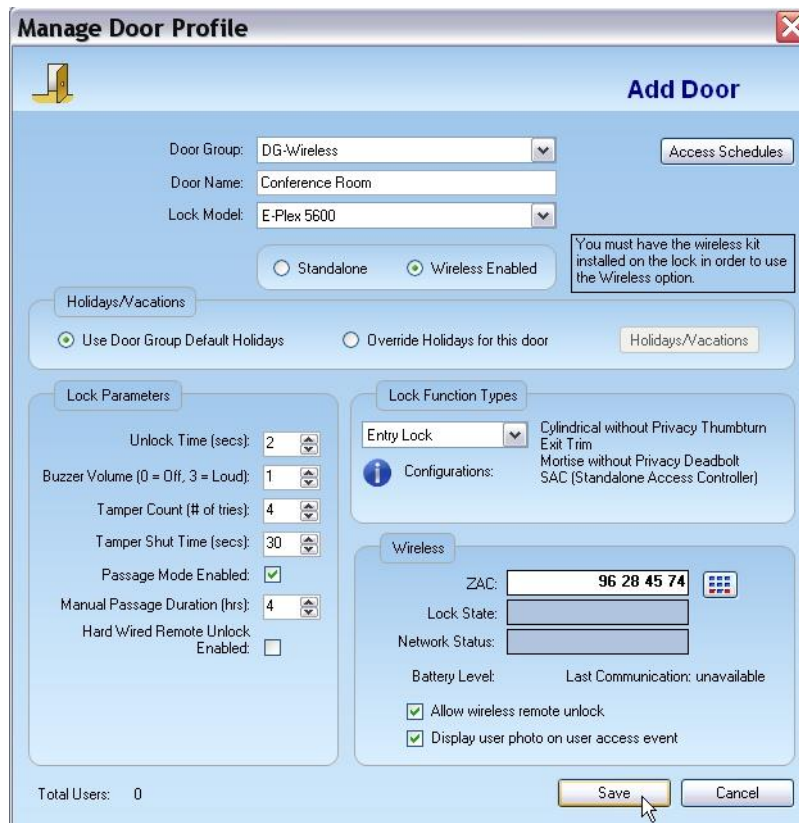 Manage Door Profile
Add Door
Door Group: DG-Wireless
Access Schedules
Door Name: Conference Room
Lock Model: E-Plex 5600
Standalone
Wireless Enabled
You must have the wireless kit
installed on the lock in order to use
the Wireless option.
Holidays/Vacations
Use Door Group Default Holidays
Override Holidays for this door
Holidays/Vacations
Lock Parameters
Unlock Time (secs): 2
Buzzer Volume (0 = Off, 3 = Loud): 1
Tamper Count (# of tries): 4
Tamper Shut Time (secs): 30
Passage Mode Enabled:
Manual Passage Duration (hrs): 4
Hard Wired Remote Unlock
Enabled:
Lock Function Types
Entry Lock
Configurations:
Cylindrical without Privacy Thumbturn
Exit Trim
Mortise without Privacy Deadbolt
SAC (Standalone Access Controller)
Wireless
ZAC: 96 28 45 74
Lock State:
Network Status:
Battery Level:
Last Communication: unavailable
Allow wireless remote unlock
Display user photo on user access event
Total Users: 0
Save
Cancel